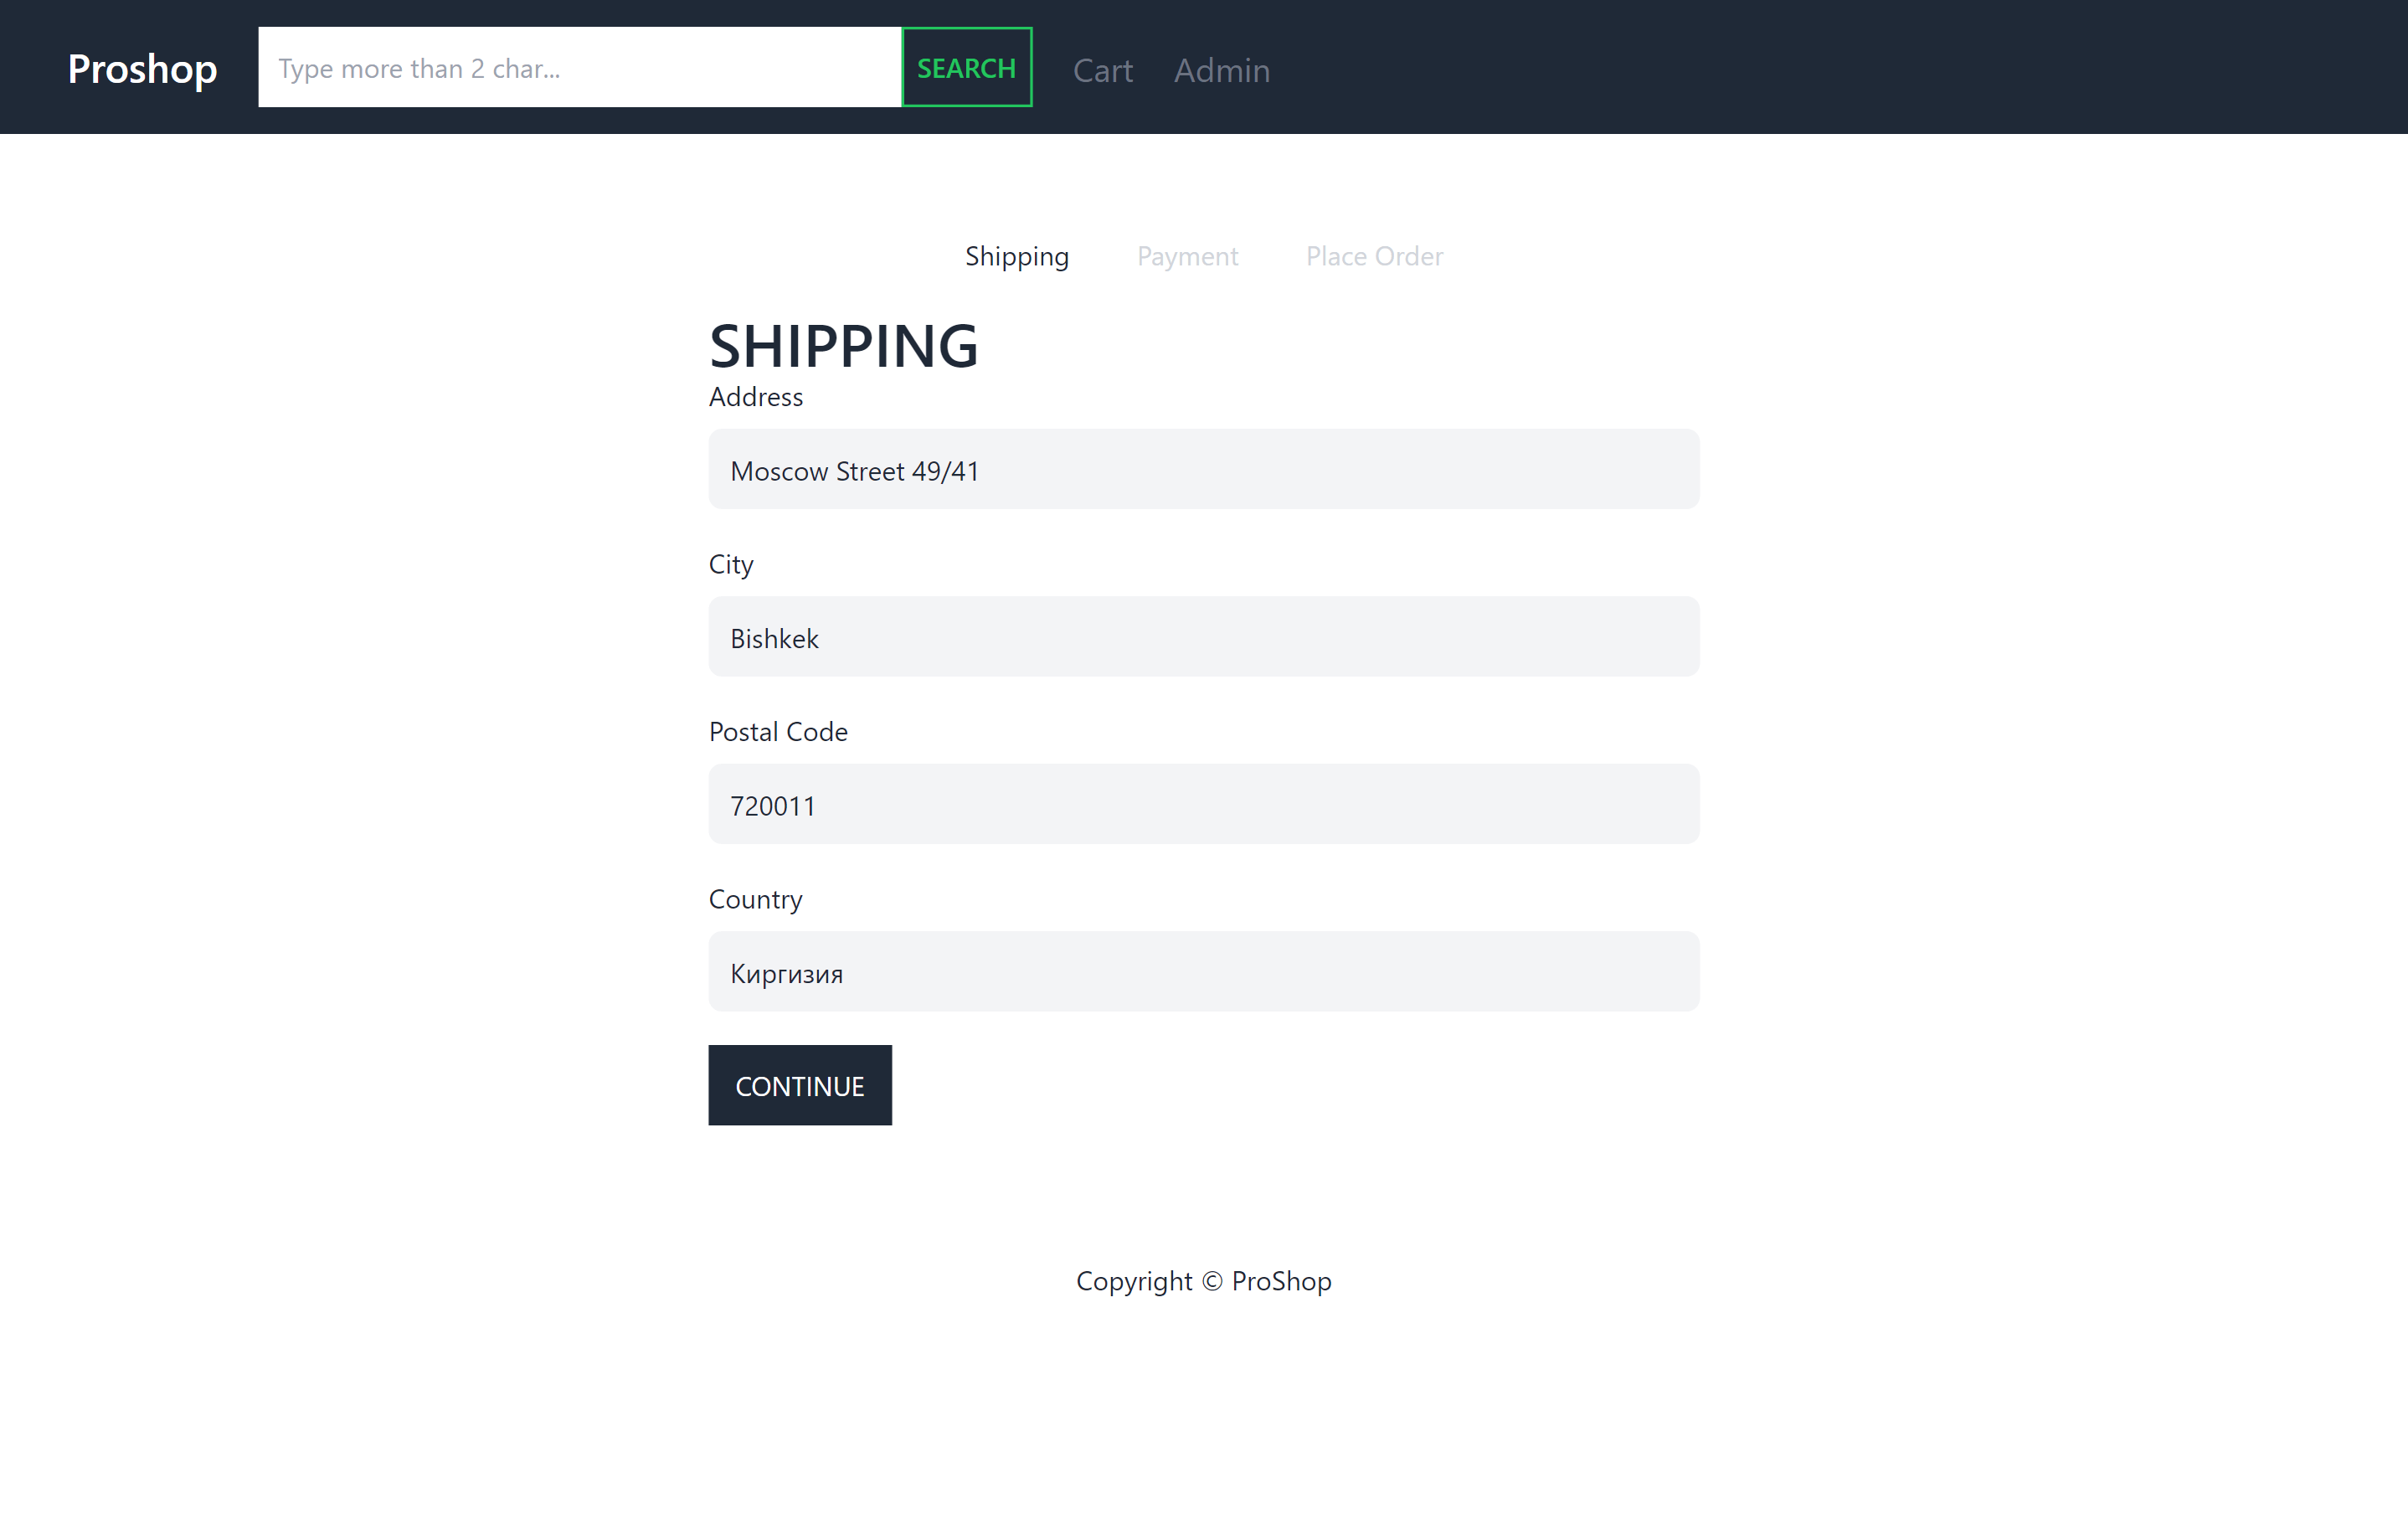 Proshop
Type more than 2 char...
SEARCH
Cart
Admin
Shipping
Payment
Place Order
SHIPPING
Address
Moscow Street 49/41
City
Bishkek
Postal Code
720011
Country
Киргизия
CONTINUE
Copyright © ProShop